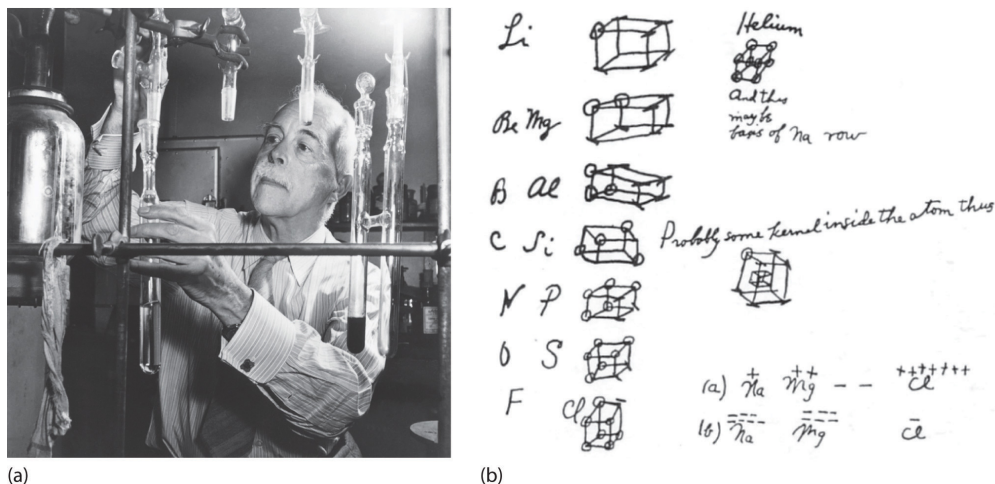 Li
Helium
Be Mg
And this
may be
basis of Na row
B Al
C Si
Probably some kernel inside the atom thus
N P
O S
(a) + Na ++ Mg - - +++++++ Cl
F Cl
(b) ------- Na ------ Mg - Cl
(a)
(b)